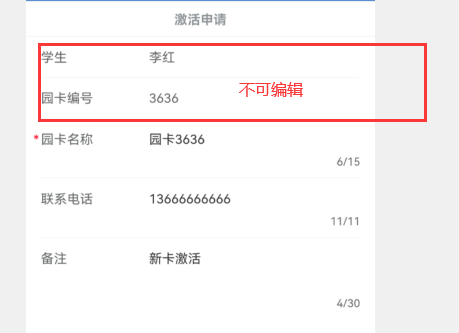 激活申请
学生 李红
园卡编号 3636
不可编辑
* 园卡名称 园卡3636
6/15
联系电话 13666666666
11/11
备注 新卡激活
4/30